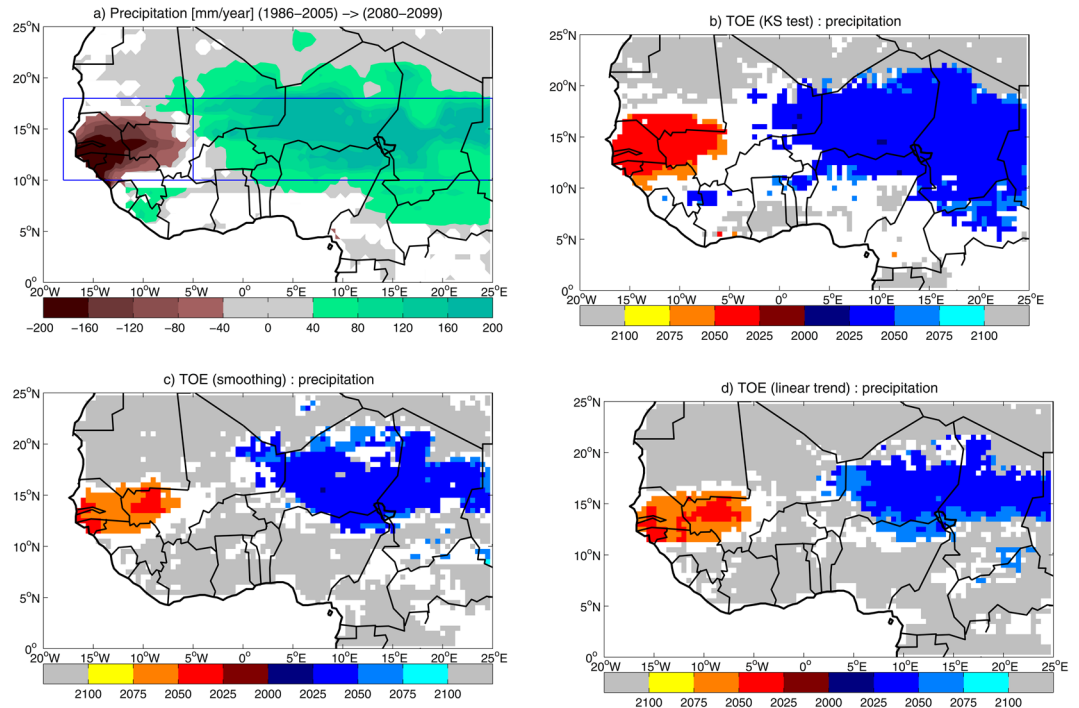 a) Precipitation [mm/year] (1986−2005) −> (2080−2099)
25°N
20°N
15°N
10°N
5°N
0°
20°W 15°W 10°W 5°W 0° 5°E 10°E 15°E 20°E 25°E
−200 −160 −120 −80 −40 0 40 80 120 160 200
b) TOE (KS test) : precipitation
25°N
20°N
15°N
10°N
5°N
0°
20°W 15°W 10°W 5°W 0° 5°E 10°E 15°E 20°E 25°E
2100 2075 2050 2025 2000 2000 2025 2050 2075 2100
c) TOE (smoothing) : precipitation
25°N
20°N
15°N
10°N
5°N
0°
20°W 15°W 10°W 5°W 0° 5°E 10°E 15°E 20°E 25°E
2100 2075 2050 2025 2000 2025 2050 2075 2100
d) TOE (linear trend) : precipitation
25°N
20°N
15°N
10°N
5°N
0°
20°W 15°W 10°W 5°W 0° 5°E 10°E 15°E 20°E 25°E
2100 2075 2050 2025 2000 2025 2050 2075 2100